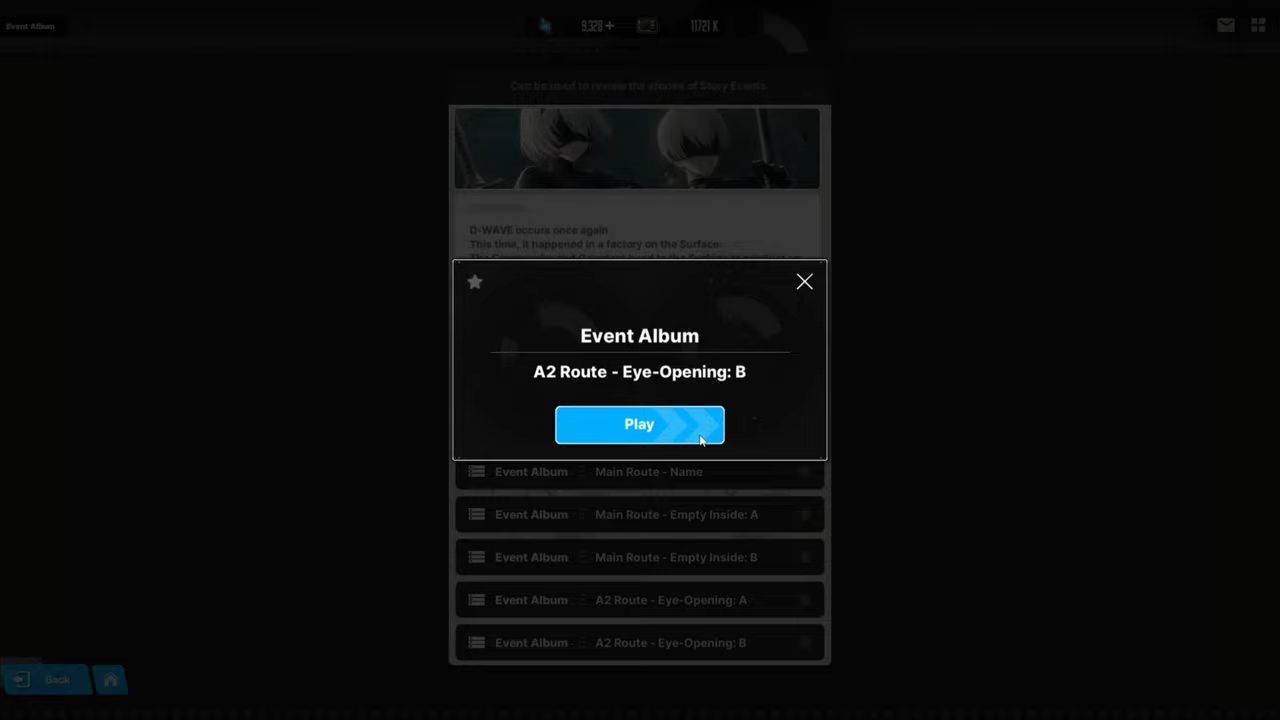 Event Album
9,328 +
11721 K
Can be used to review the stories of Story Events.
D-WAVE occurs once again
This time, it happened in a factory on the Surface.
Event Album
A2 Route - Eye-Opening: B
Play
Event Album Main Route - Name
Event Album Main Route - Empty Inside: A
Event Album Main Route - Empty Inside: B
Event Album A2 Route - Eye-Opening: A
Event Album A2 Route - Eye-Opening: B
Back